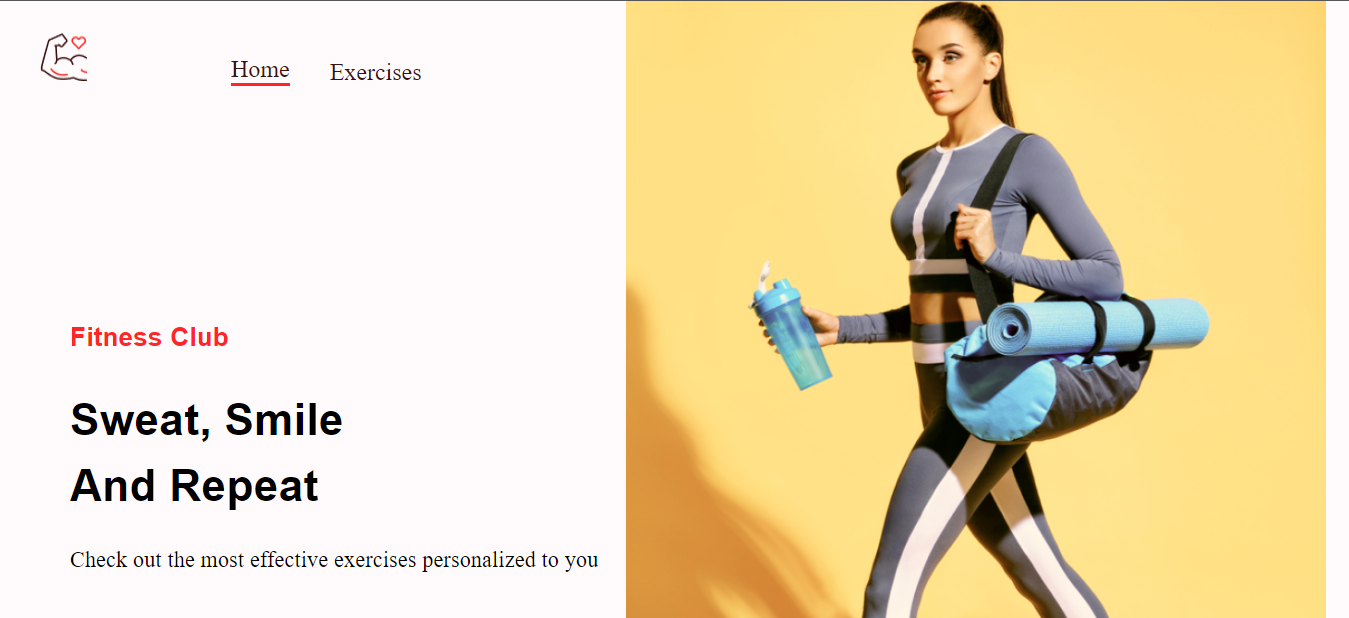 Home
Exercises
Fitness Club
Sweat, Smile
And Repeat
Check out the most effective exercises personalized to you